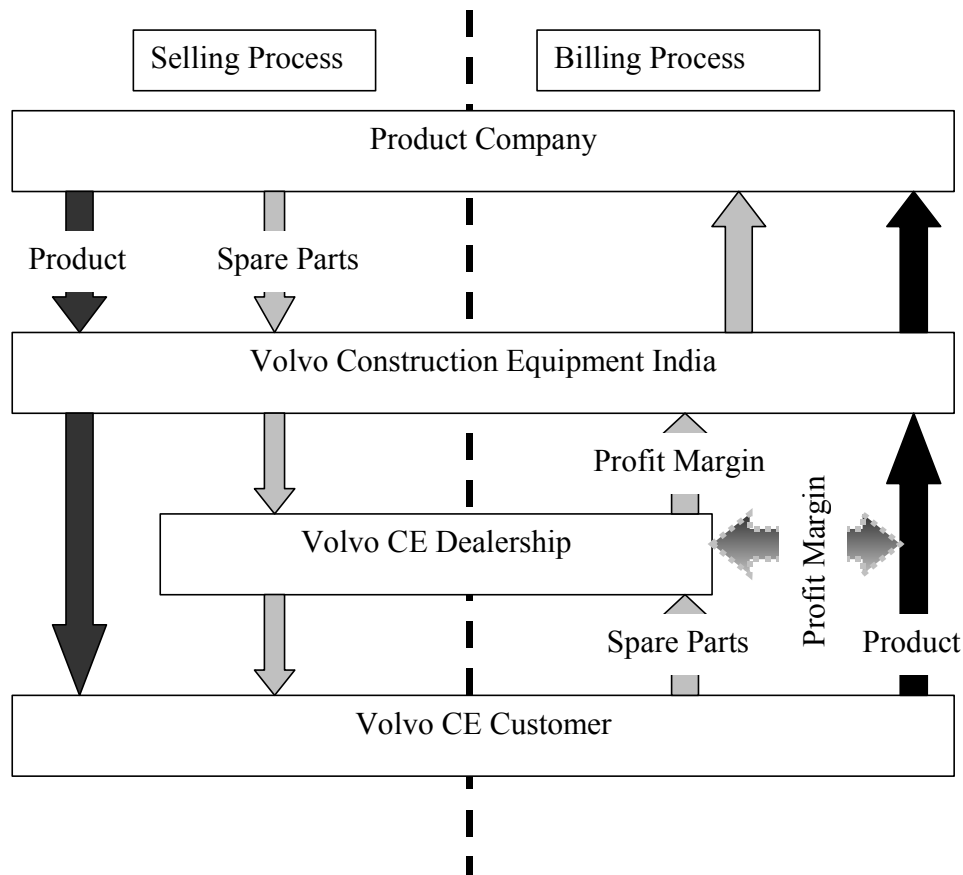 Selling Process
Billing Process
Product Company
Product
Spare Parts
Volvo Construction Equipment India
Profit Margin
Volvo CE Dealership
Profit Margin
Spare Parts
Product
Volvo CE Customer